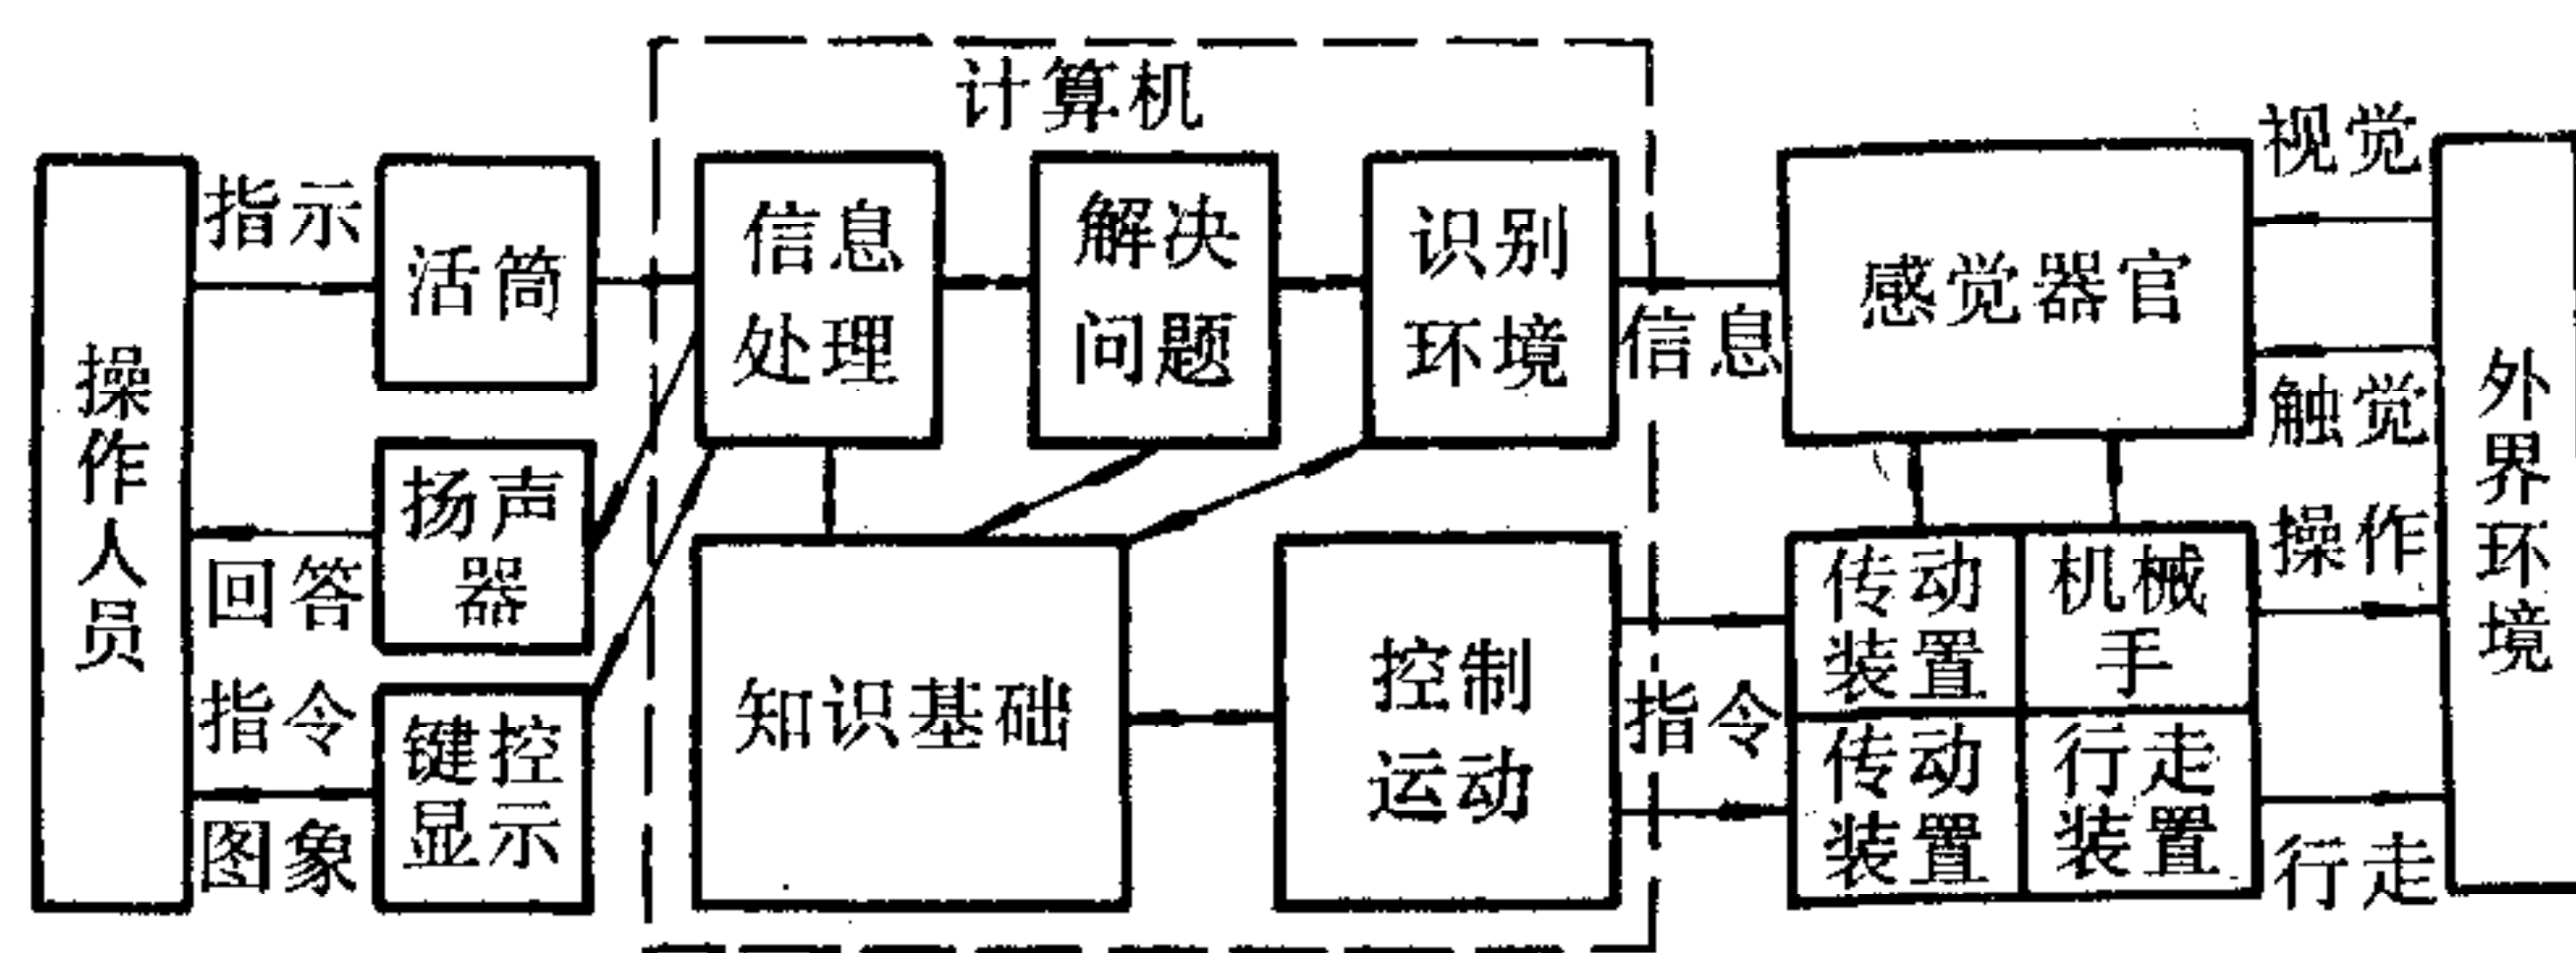 计算机
操作人员
指示
活筒
信息
处理
解决
问题
识别
环境
信息
感觉器官
视觉
触觉
外界环境
回答
扬声
器
指令
图象
键控
显示
知识基础
控制
运动
指令
传动
装置
机械
手
传动
装置
行走
装置
操作
行走